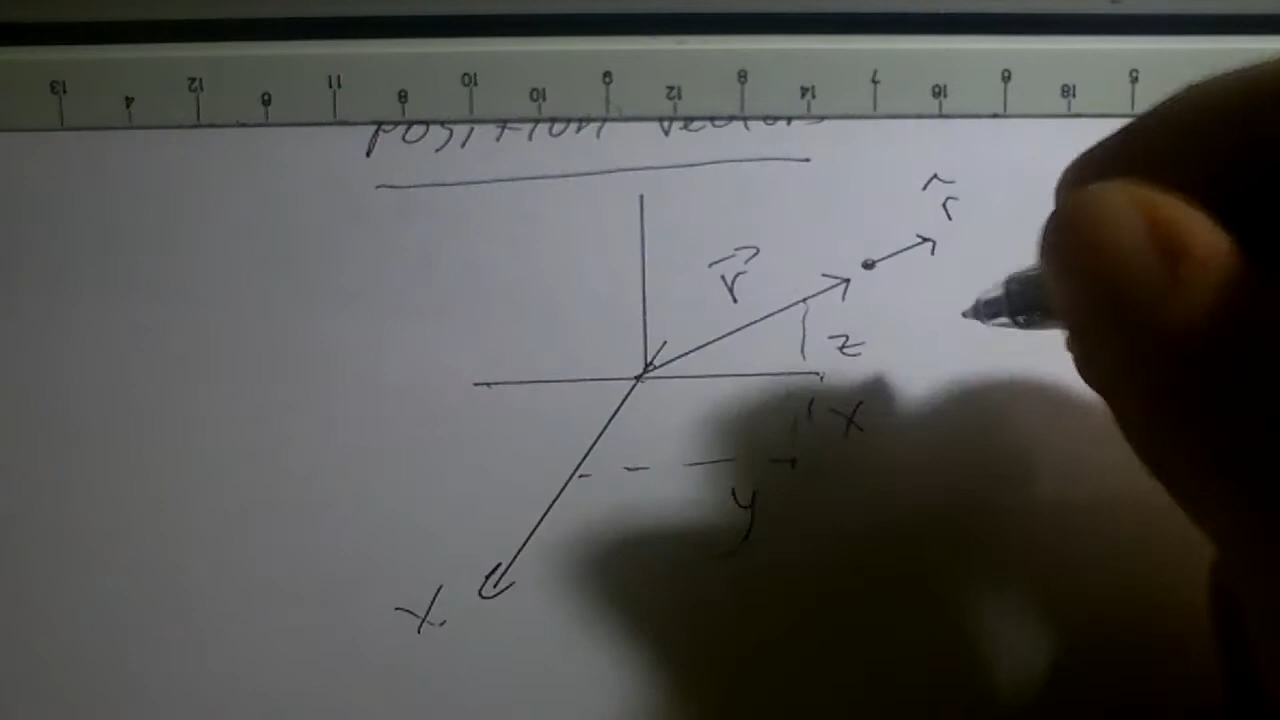 position vectors
r̂
r⃗
z
x
y
x
13 4 12 6 11 8 10 10 9 12 8 14 7 16 6 18 5